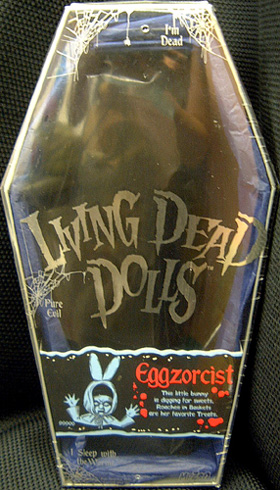 I'm
Dead
LIVING DEAD
DOLLS
Pure
Evil
Eggzorcist
This little bunny
is digging for sweets.
Roaches in Baskets
are her favorite Treats.
I Sleep with
the